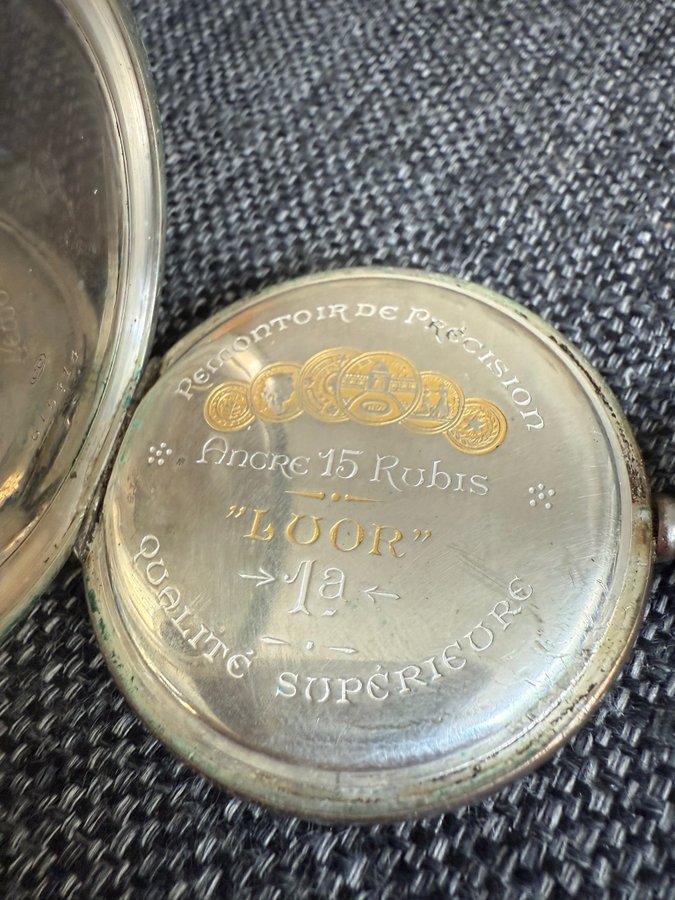 Remontoir de Précision
Ancre 15 Rubis
"LUOR"
1a
Qualité Supérieure